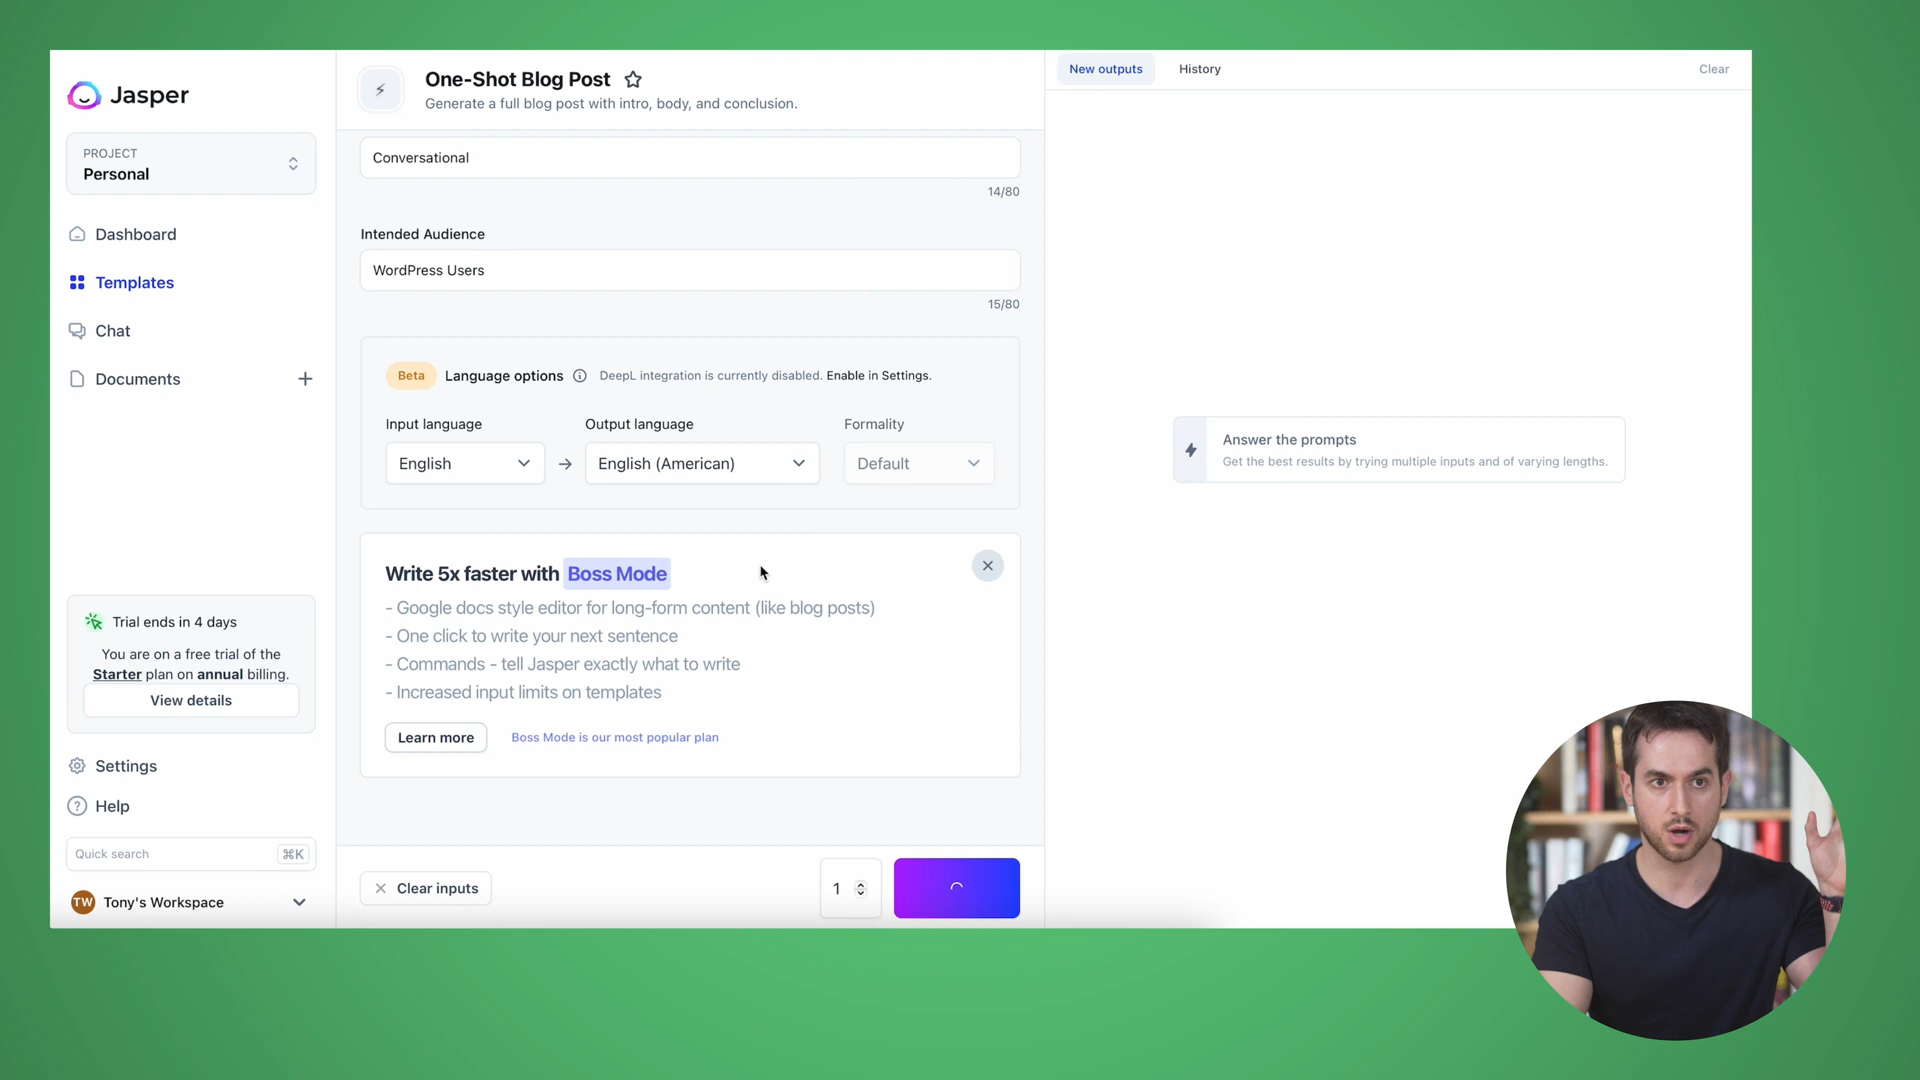 Jasper
PROJECT
Personal
Dashboard
Templates
Chat
Documents
Trial ends in 4 days
You are on a free trial of the
Starter plan on annual billing.
View details
Settings
Help
Quick search
⌘K
TW
Tony's Workspace
One-Shot Blog Post
Generate a full blog post with intro, body, and conclusion.
Conversational
14/80
Intended Audience
WordPress Users
15/80
Beta
Language options
DeepL integration is currently disabled. Enable in Settings.
Input language
Output language
Formality
English
English (American)
Default
Write 5x faster with Boss Mode
- Google docs style editor for long-form content (like blog posts)
- One click to write your next sentence
- Commands - tell Jasper exactly what to write
- Increased input limits on templates
Learn more
Boss Mode is our most popular plan
Clear inputs
1
New outputs
History
Clear
Answer the prompts
Get the best results by trying multiple inputs and of varying lengths.